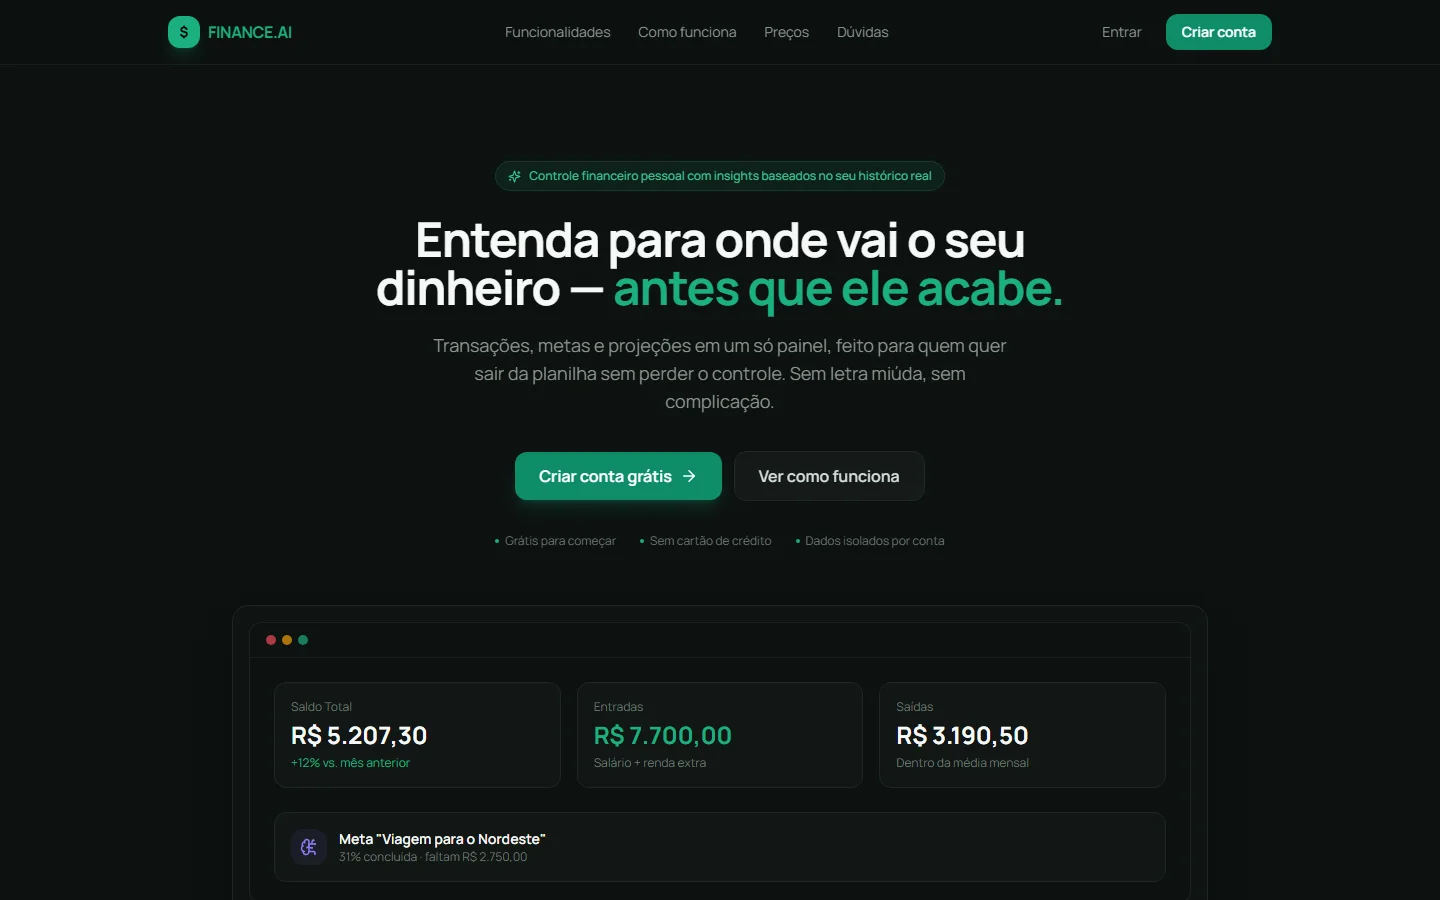 $ FINANCE.AI
Funcionalidades
Como funciona
Preços
Dúvidas
Entrar
Criar conta
Controle financeiro pessoal com insights baseados no seu histórico real
Entenda para onde vai o seu
dinheiro — antes que ele acabe.
Transações, metas e projeções em um só painel, feito para quem quer
sair da planilha sem perder o controle. Sem letra miúda, sem
complicação.
Criar conta grátis →
Ver como funciona
• Grátis para começar
• Sem cartão de crédito
• Dados isolados por conta
Saldo Total
R$ 5.207,30
+12% vs. mês anterior
Entradas
R$ 7.700,00
Salário + renda extra
Saídas
R$ 3.190,50
Dentro da média mensal
Meta "Viagem para o Nordeste"
31% concluída · faltam R$ 2.750,00